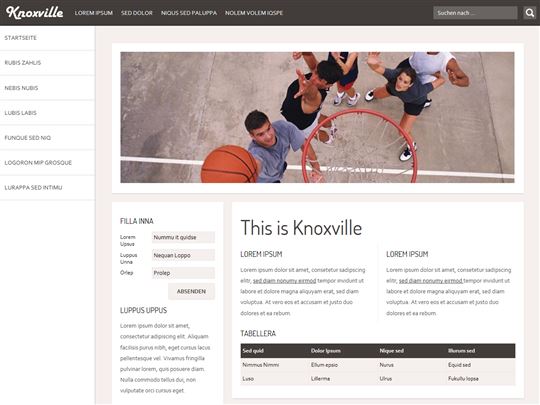 Knoxville LOREM IPSUM SED DOLOR NIQUS SED PALUPPA NOLEM VOLEM IQSPE Suchen nach ...
STARTSEITE
RUBIS ZAHLIS
NEBIS NUBIS
LUBIS LABIS
FUNQUE SED NIQ
LOGORON MIP GROSQUE
LURAPPA SED INTIMU
FILLA INNA
Lorem Upsus
Nummu it quidse
Luppus Unna
Nequan Loppo
Orlep
Prolep
ABSENDEN
LUPPUS UPPUS
Lorem ipsum dolor sit amet,
consectetur adipiscing elit. Aliquam
facilisis purus nibh, eget cursus lacus
pellentesque vel. Vivamus fringilla
pulvinar lorem, quis posuere diam.
Nulla commodo tellus dui, non
vulputate orci cursus eget.
This is Knoxville
LOREM IPSUM
Lorem ipsum dolor sit amet, consetetur sadipscing
elitr, sed diam nonumy eirmod tempor invidunt ut
labore et dolore magna aliquyam erat, sed diam
voluptua. At vero eos et accusam et justo duo
dolores et ea rebum.
LOREM IPSUM
Lorem ipsum dolor sit amet, consetetur sadipscing
elitr, sed diam nonumy eirmod tempor invidunt ut
labore et dolore magna aliquyam erat, sed diam
voluptua. At vero eos et accusam et justo duo
dolores et ea rebum.
TABELLERA
Sed quid Dolor Ipsum Nique sed Illurum sed
Nimmus Nimmi Ellum epsio Nurus Equid sed
Luso Lillerma Ulrus Fukullu lopsa